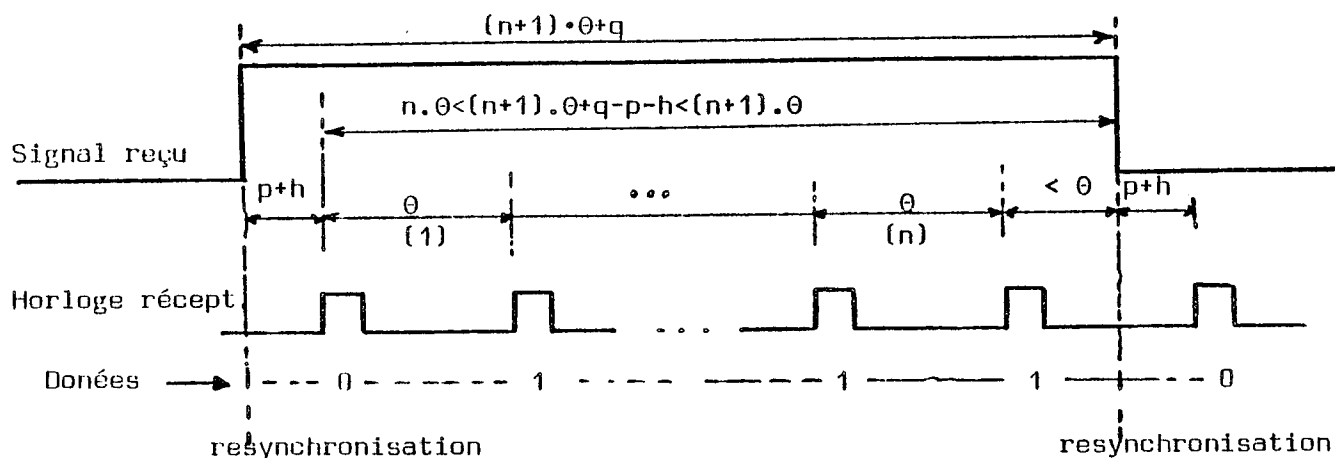 (n+1)•θ+q
n.θ<(n+1).θ+q-p-h<(n+1).θ
Signal reçu
p+h
θ
(1)
•••
θ
(n)
< θ
p+h
Horloge récept
. . .
Donées
0
1
1
1
0
resynchronisation
resynchronisation